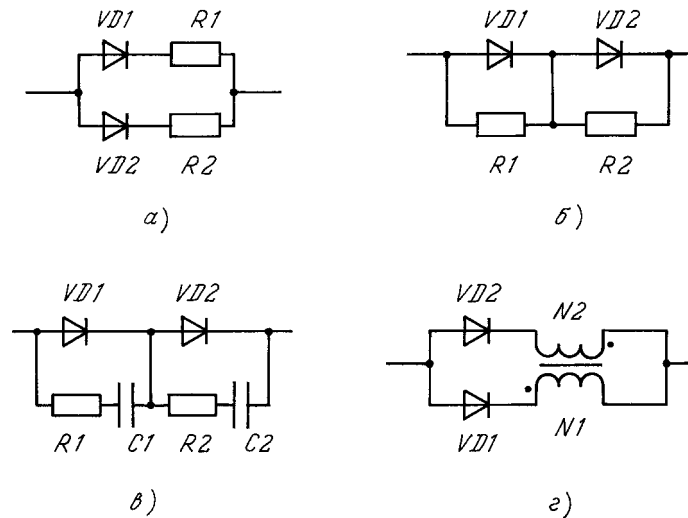 VD1 R1
VD2 R2
а)
VD1 VD2
R1 R2
б)
VD1 VD2
R1 C1 R2 C2
в)
VD2 N2
VD1 N1
г)